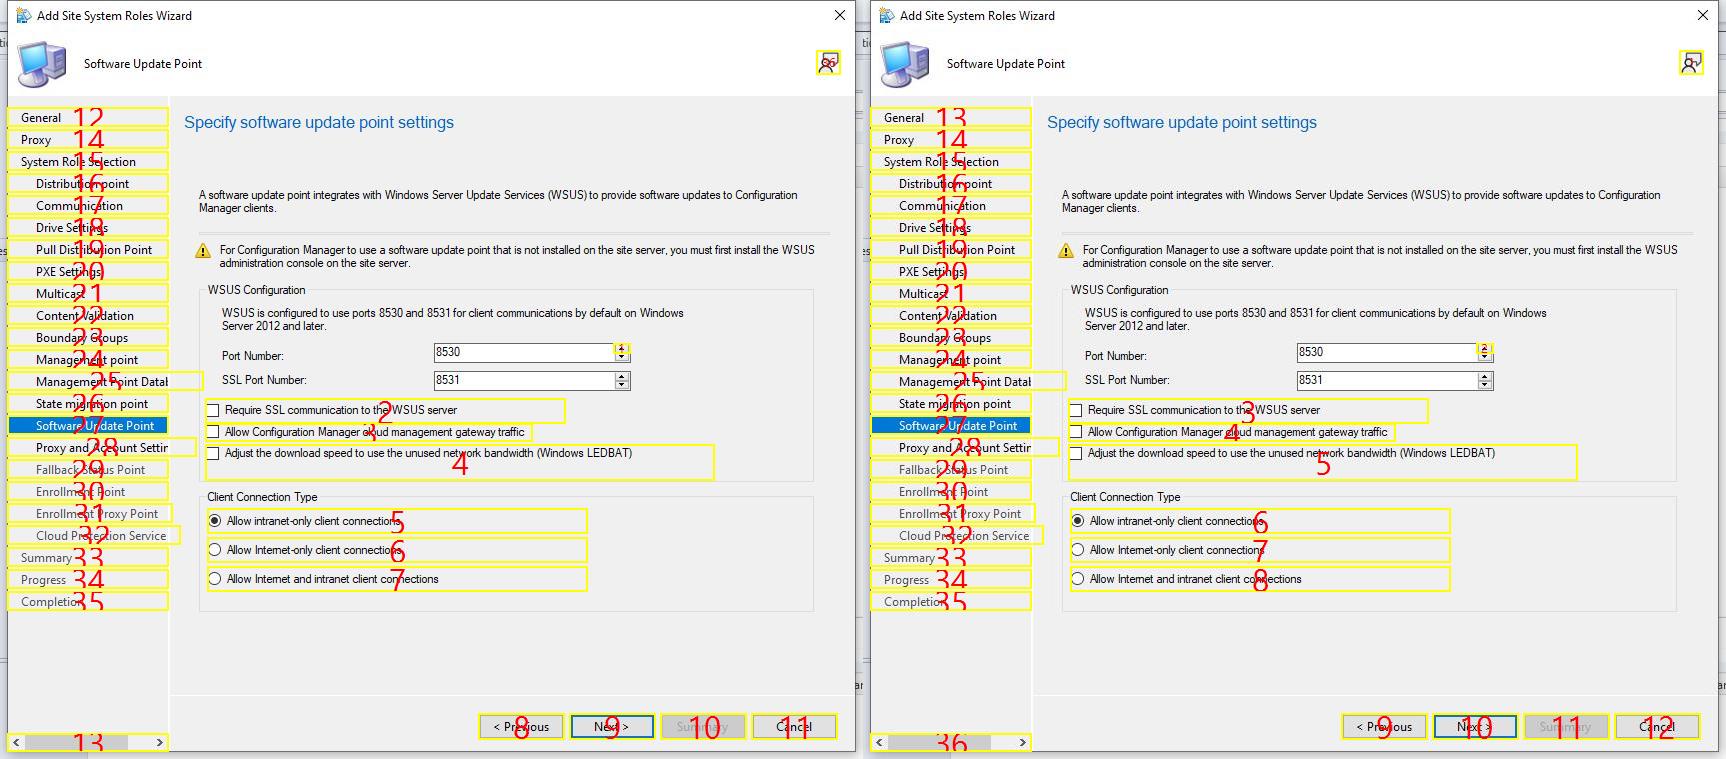 Add Site System Roles Wizard
Software Update Point
36
General 12
Proxy 14
System Role Selection 15
Distribution point 16
Communication 17
Drive Settings 18
Pull Distribution Point 19
PXE Settings 20
Multicast 21
Content Validation 22
Boundary Groups 23
Management point 24
Management Point Datab 25
State migration point 26
Software Update Point 27
Proxy and Account Settin 28
Fallback Status Point 29
Enrollment Point 30
Enrollment Proxy Point 31
Cloud Protection Service 32
Summary 33
Progress 34
Completion 35
13
Specify software update point settings
A software update point integrates with Windows Server Update Services (WSUS) to provide software updates to Configuration
Manager clients.
For Configuration Manager to use a software update point that is not installed on the site server, you must first install the WSUS
administration console on the site server.
WSUS Configuration
WSUS is configured to use ports 8530 and 8531 for client communications by default on Windows
Server 2012 and later.
Port Number: 8530
SSL Port Number: 8531
Require SSL communication to the WSUS server 2
Allow Configuration Manager cloud management gateway traffic
Adjust the download speed to use the unused network bandwidth (Windows LEDBAT) 4
Client Connection Type
Allow intranet-only client connections 5
Allow Internet-only client connections 6
Allow Internet and intranet client connections 7
< Previous 8
Next > 9
Summary 10
Cancel 11
Add Site System Roles Wizard
Software Update Point
General 13
Proxy 14
System Role Selection 15
Distribution point 16
Communication 17
Drive Settings 18
Pull Distribution Point 19
PXE Settings 20
Multicast 21
Content Validation 22
Boundary Groups 23
Management point 24
Management Point Datab 25
State migration point 26
Software Update Point 27
Proxy and Account Settin 28
Fallback Status Point 29
Enrollment Point 30
Enrollment Proxy Point 31
Cloud Protection Service 32
Summary 33
Progress 34
Completion 35
36
Specify software update point settings
A software update point integrates with Windows Server Update Services (WSUS) to provide software updates to Configuration
Manager clients.
For Configuration Manager to use a software update point that is not installed on the site server, you must first install the WSUS
administration console on the site server.
WSUS Configuration
WSUS is configured to use ports 8530 and 8531 for client communications by default on Windows
Server 2012 and later.
Port Number: 8530
SSL Port Number: 8531
Require SSL communication to the WSUS server 3
Allow Configuration Manager cloud management gateway traffic 4
Adjust the download speed to use the unused network bandwidth (Windows LEDBAT) 5
Client Connection Type
Allow intranet-only client connections 6
Allow Internet-only client connections 7
Allow Internet and intranet client connections 8
< Previous 9
Next > 10
Summary 11
Cancel 12